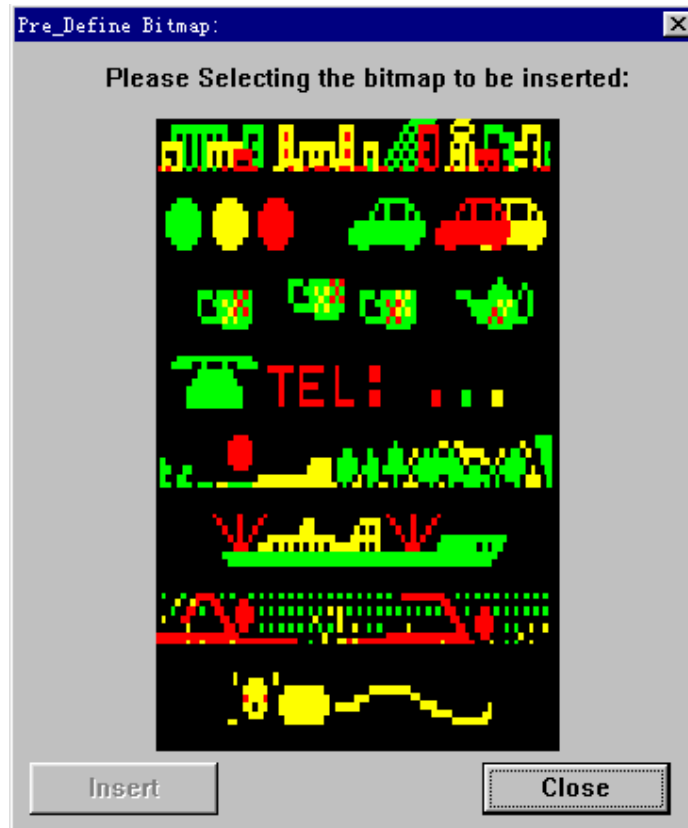 Pre_Define Bitmap:
Please Selecting the bitmap to be inserted:
TEL: ...
Insert
Close